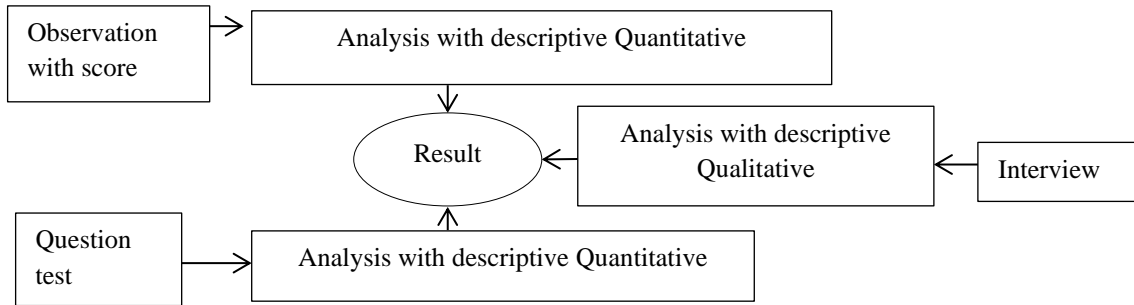 Observation
with score
Analysis with descriptive Quantitative
Result
Analysis with descriptive
Qualitative
Interview
Question
test
Analysis with descriptive Quantitative